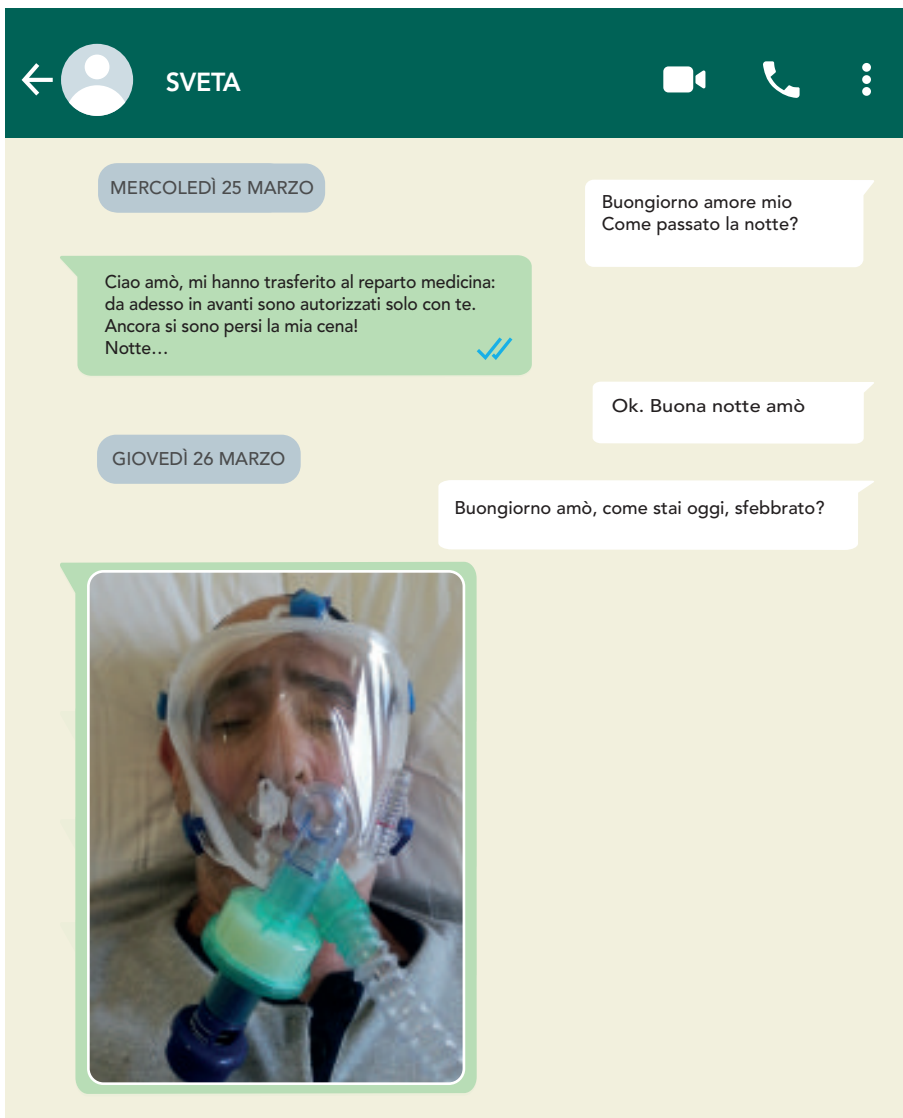 SVETA
MERCOLEDÌ 25 MARZO
Buongiorno amore mio
Come passato la notte?
Ciao amò, mi hanno trasferito al reparto medicina:
da adesso in avanti sono autorizzati solo con te.
Ancora si sono persi la mia cena!
Notte…
Ok. Buona notte amò
GIOVEDÌ 26 MARZO
Buongiorno amò, come stai oggi, sfebbrato?